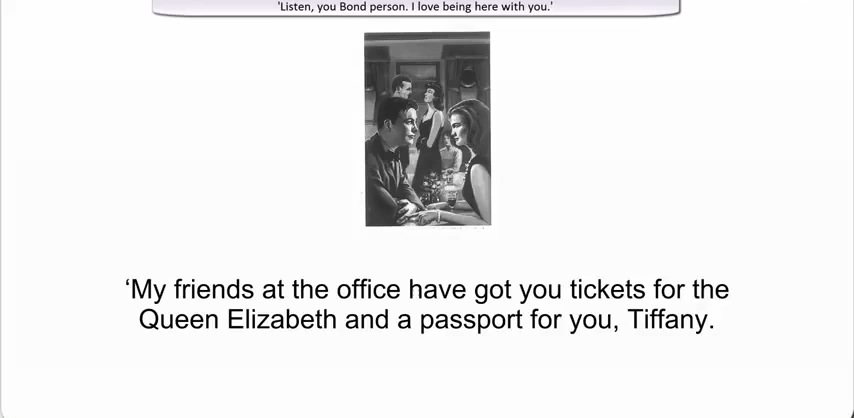 'Listen, you Bond person. I love being here with you.'
‘My friends at the office have got you tickets for the
Queen Elizabeth and a passport for you, Tiffany.